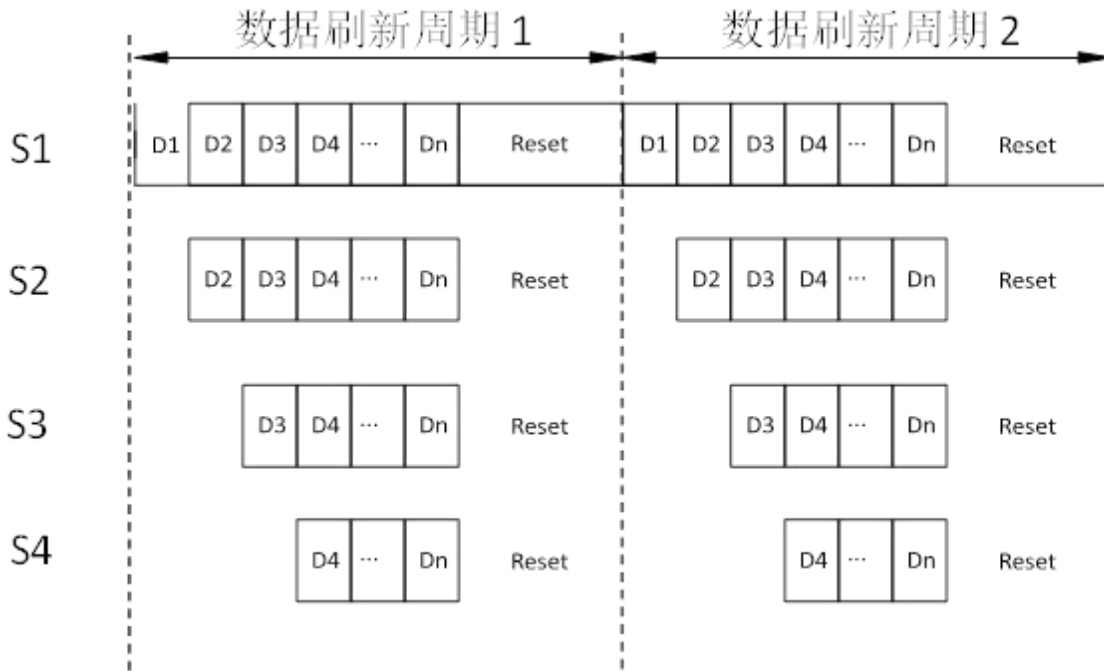 数据刷新周期 1 数据刷新周期 2
S1 D1 D2 D3 D4 ··· Dn Reset D1 D2 D3 D4 ··· Dn Reset
S2 D2 D3 D4 ··· Dn Reset D2 D3 D4 ··· Dn Reset
S3 D3 D4 ··· Dn Reset D3 D4 ··· Dn Reset
S4 D4 ··· Dn Reset D4 ··· Dn Reset